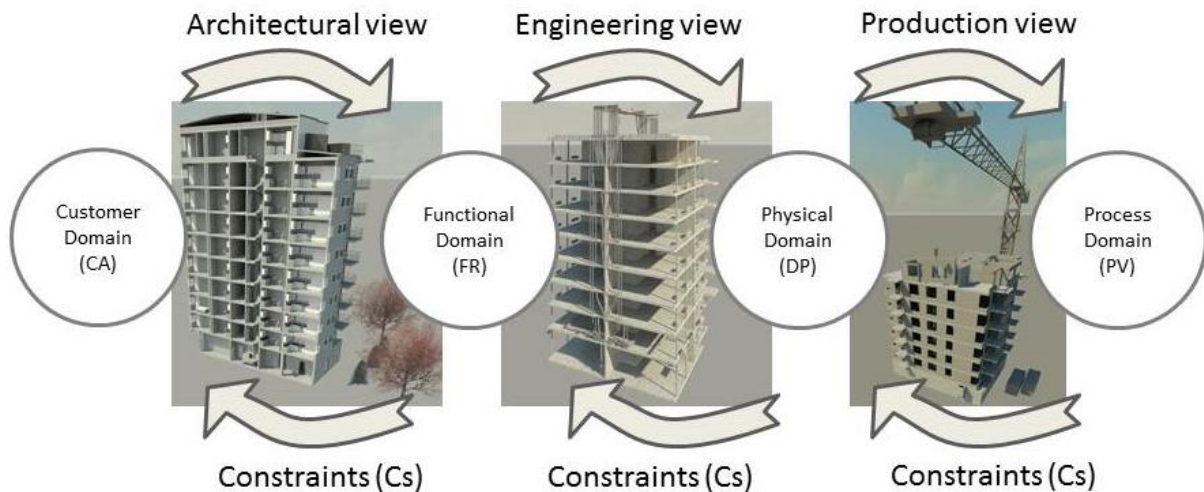 Architectural view
Engineering view
Production view
Customer
Domain
(CA)
Functional
Domain
(FR)
Physical
Domain
(DP)
Process
Domain
(PV)
Constraints (Cs)
Constraints (Cs)
Constraints (Cs)